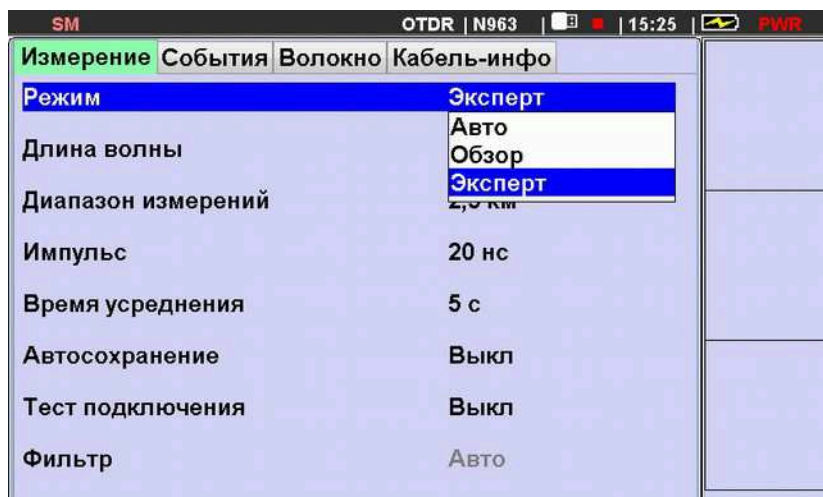 SM OTDR | N963 | | 15:25 | PWR
Измерение События Волокно Кабель-инфо
Режим Эксперт
Авто
Длина волны
Обзор
Эксперт
Диапазон измерений
Импульс 20 нс
Время усреднения 5 с
Автосохранение Выкл
Тест подключения Выкл
Фильтр Авто